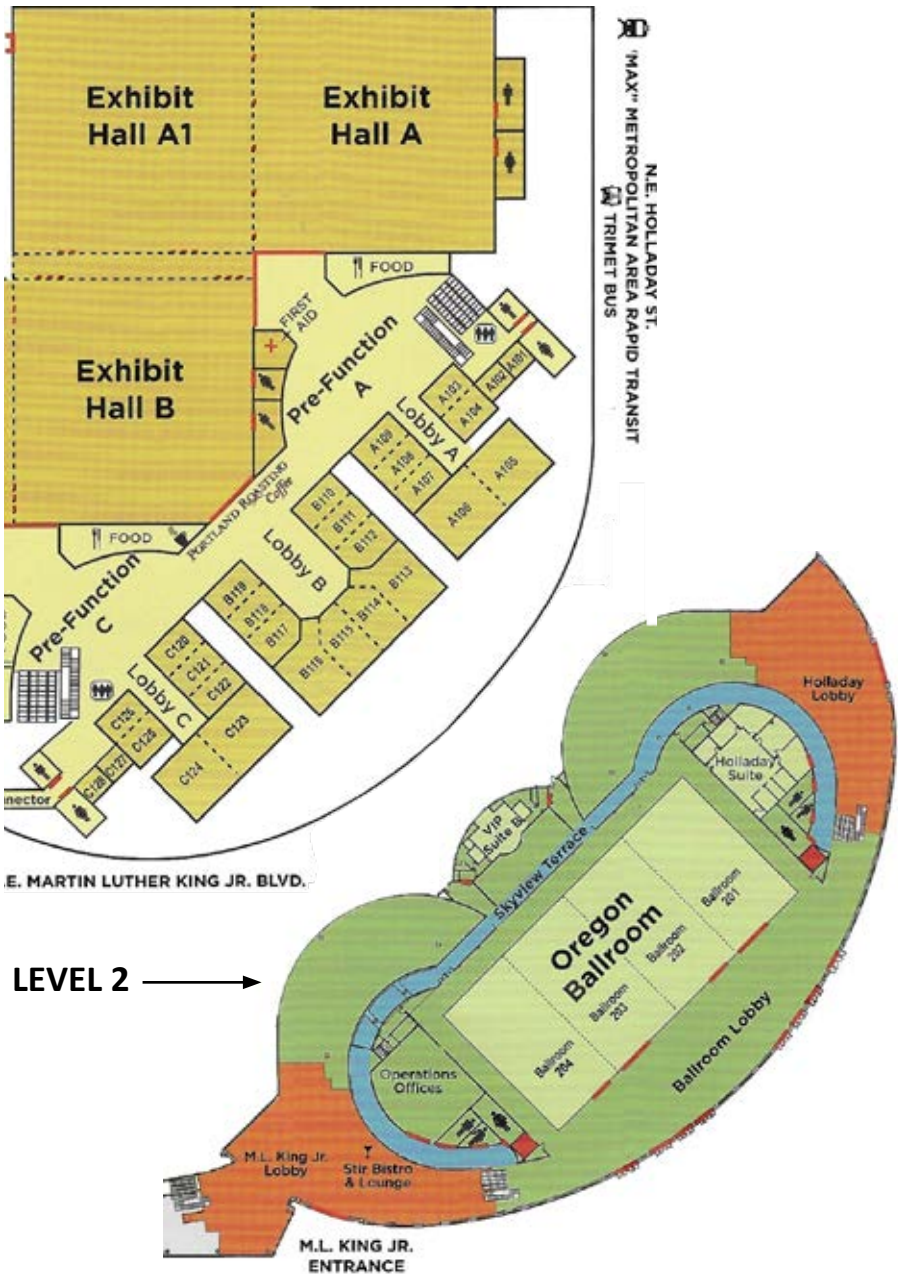 Exhibit
Hall A1
Exhibit
Hall A
N.E. HOLLADAY ST.
"MAX" METROPOLITAN AREA RAPID TRANSIT
TRIMET BUS
FOOD
FIRST
AID
Exhibit
Hall B
Pre-Function
A
A101
A102
A103
A104
Lobby A
A105
A106
A107
A108
A109
PORTLAND ROASTING
Coffee
FOOD
B110
B111
B112
Lobby B
B113
B114
B115
B116
B117
B118
B119
Pre-Function
C
C120
C121
C122
Lobby C
C123
C124
C125
C126
C127
C128
nnector
.E. MARTIN LUTHER KING JR. BLVD.
LEVEL 2
Holladay
Lobby
Holladay
Suite
VIP
Suite B
Skyview Terrace
Oregon
Ballroom
Ballroom
201
Ballroom
202
Ballroom
203
Ballroom
204
Ballroom Lobby
Operations
Offices
M.L. King Jr.
Lobby
Stir Bistro
& Lounge
M.L. KING JR.
ENTRANCE